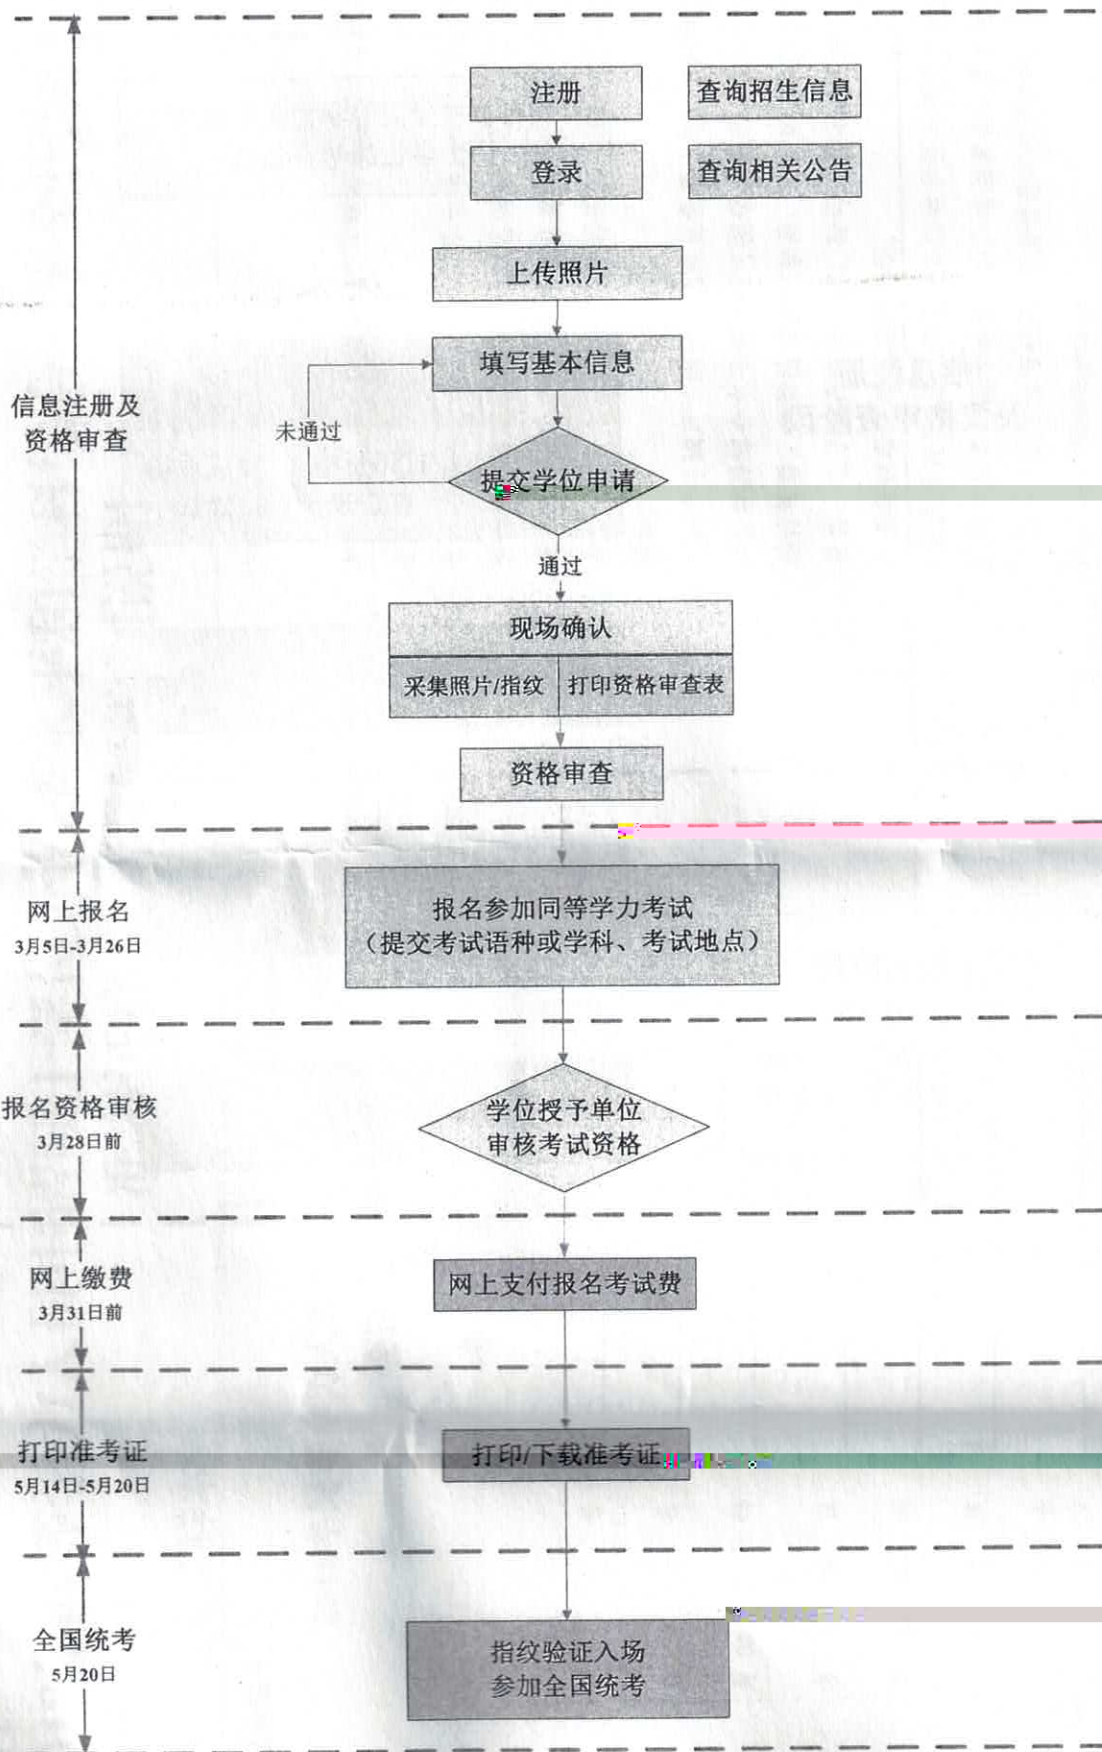 注册
查询招生信息
登录
查询相关公告
上传照片
填写基本信息
信息注册及
资格审查
未通过
提交学位申请
通过
现场确认
采集照片/指纹
打印资格审查表
资格审查
网上报名
3月5日-3月26日
报名参加同等学力考试
（提交考试语种或学科、考试地点）
报名资格审核
3月28日前
学位授予单位
审核考试资格
网上缴费
3月31日前
网上支付报名考试费
打印准考证
5月14日-5月20日
打印/下载准考证
全国统考
5月20日
指纹验证入场
参加全国统考